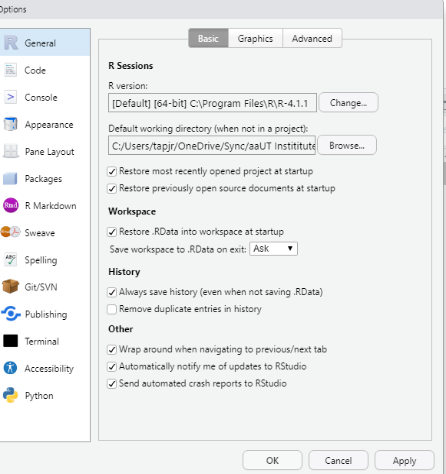 Options
General
Code
Console
Appearance
Pane Layout
Packages
Rmd R Markdown
Sweave
ABC Spelling
Git/SVN
Publishing
Terminal
Accessibility
Python
Basic Graphics Advanced
R Sessions
R version:
[Default] [64-bit] C:\Program Files\R\R-4.1.1 Change...
Default working directory (when not in a project):
C:/Users/tapjr/OneDrive/Sync/aaUT Instititute Browse...
Restore most recently opened project at startup
Restore previously open source documents at startup
Workspace
Restore .RData into workspace at startup
Save workspace to .RData on exit: Ask
History
Always save history (even when not saving .RData)
Remove duplicate entries in history
Other
Wrap around when navigating to previous/next tab
Automatically notify me of updates to RStudio
Send automated crash reports to RStudio
OK Cancel Apply